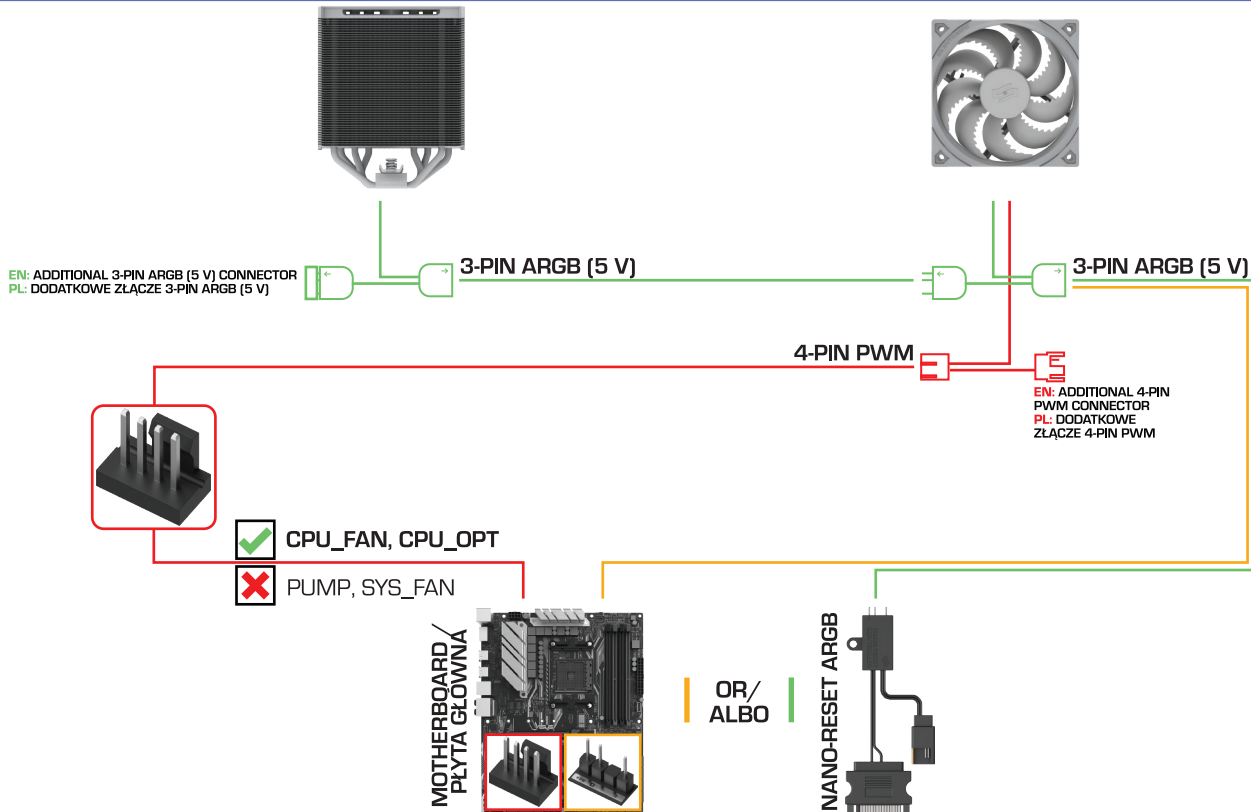 EN: ADDITIONAL 3-PIN ARGB (5 V) CONNECTOR
PL: DODATKOWE ZŁĄCZE 3-PIN ARGB (5 V)
3-PIN ARGB (5 V)
3-PIN ARGB (5 V)
4-PIN PWM
EN: ADDITIONAL 4-PIN
PWM CONNECTOR
PL: DODATKOWE
ZŁĄCZE 4-PIN PWM
CPU_FAN, CPU_OPT
PUMP, SYS_FAN
MOTHERBOARD /
PŁYTA GŁÓWNA
OR/
ALBO
NANO-RESET ARGB